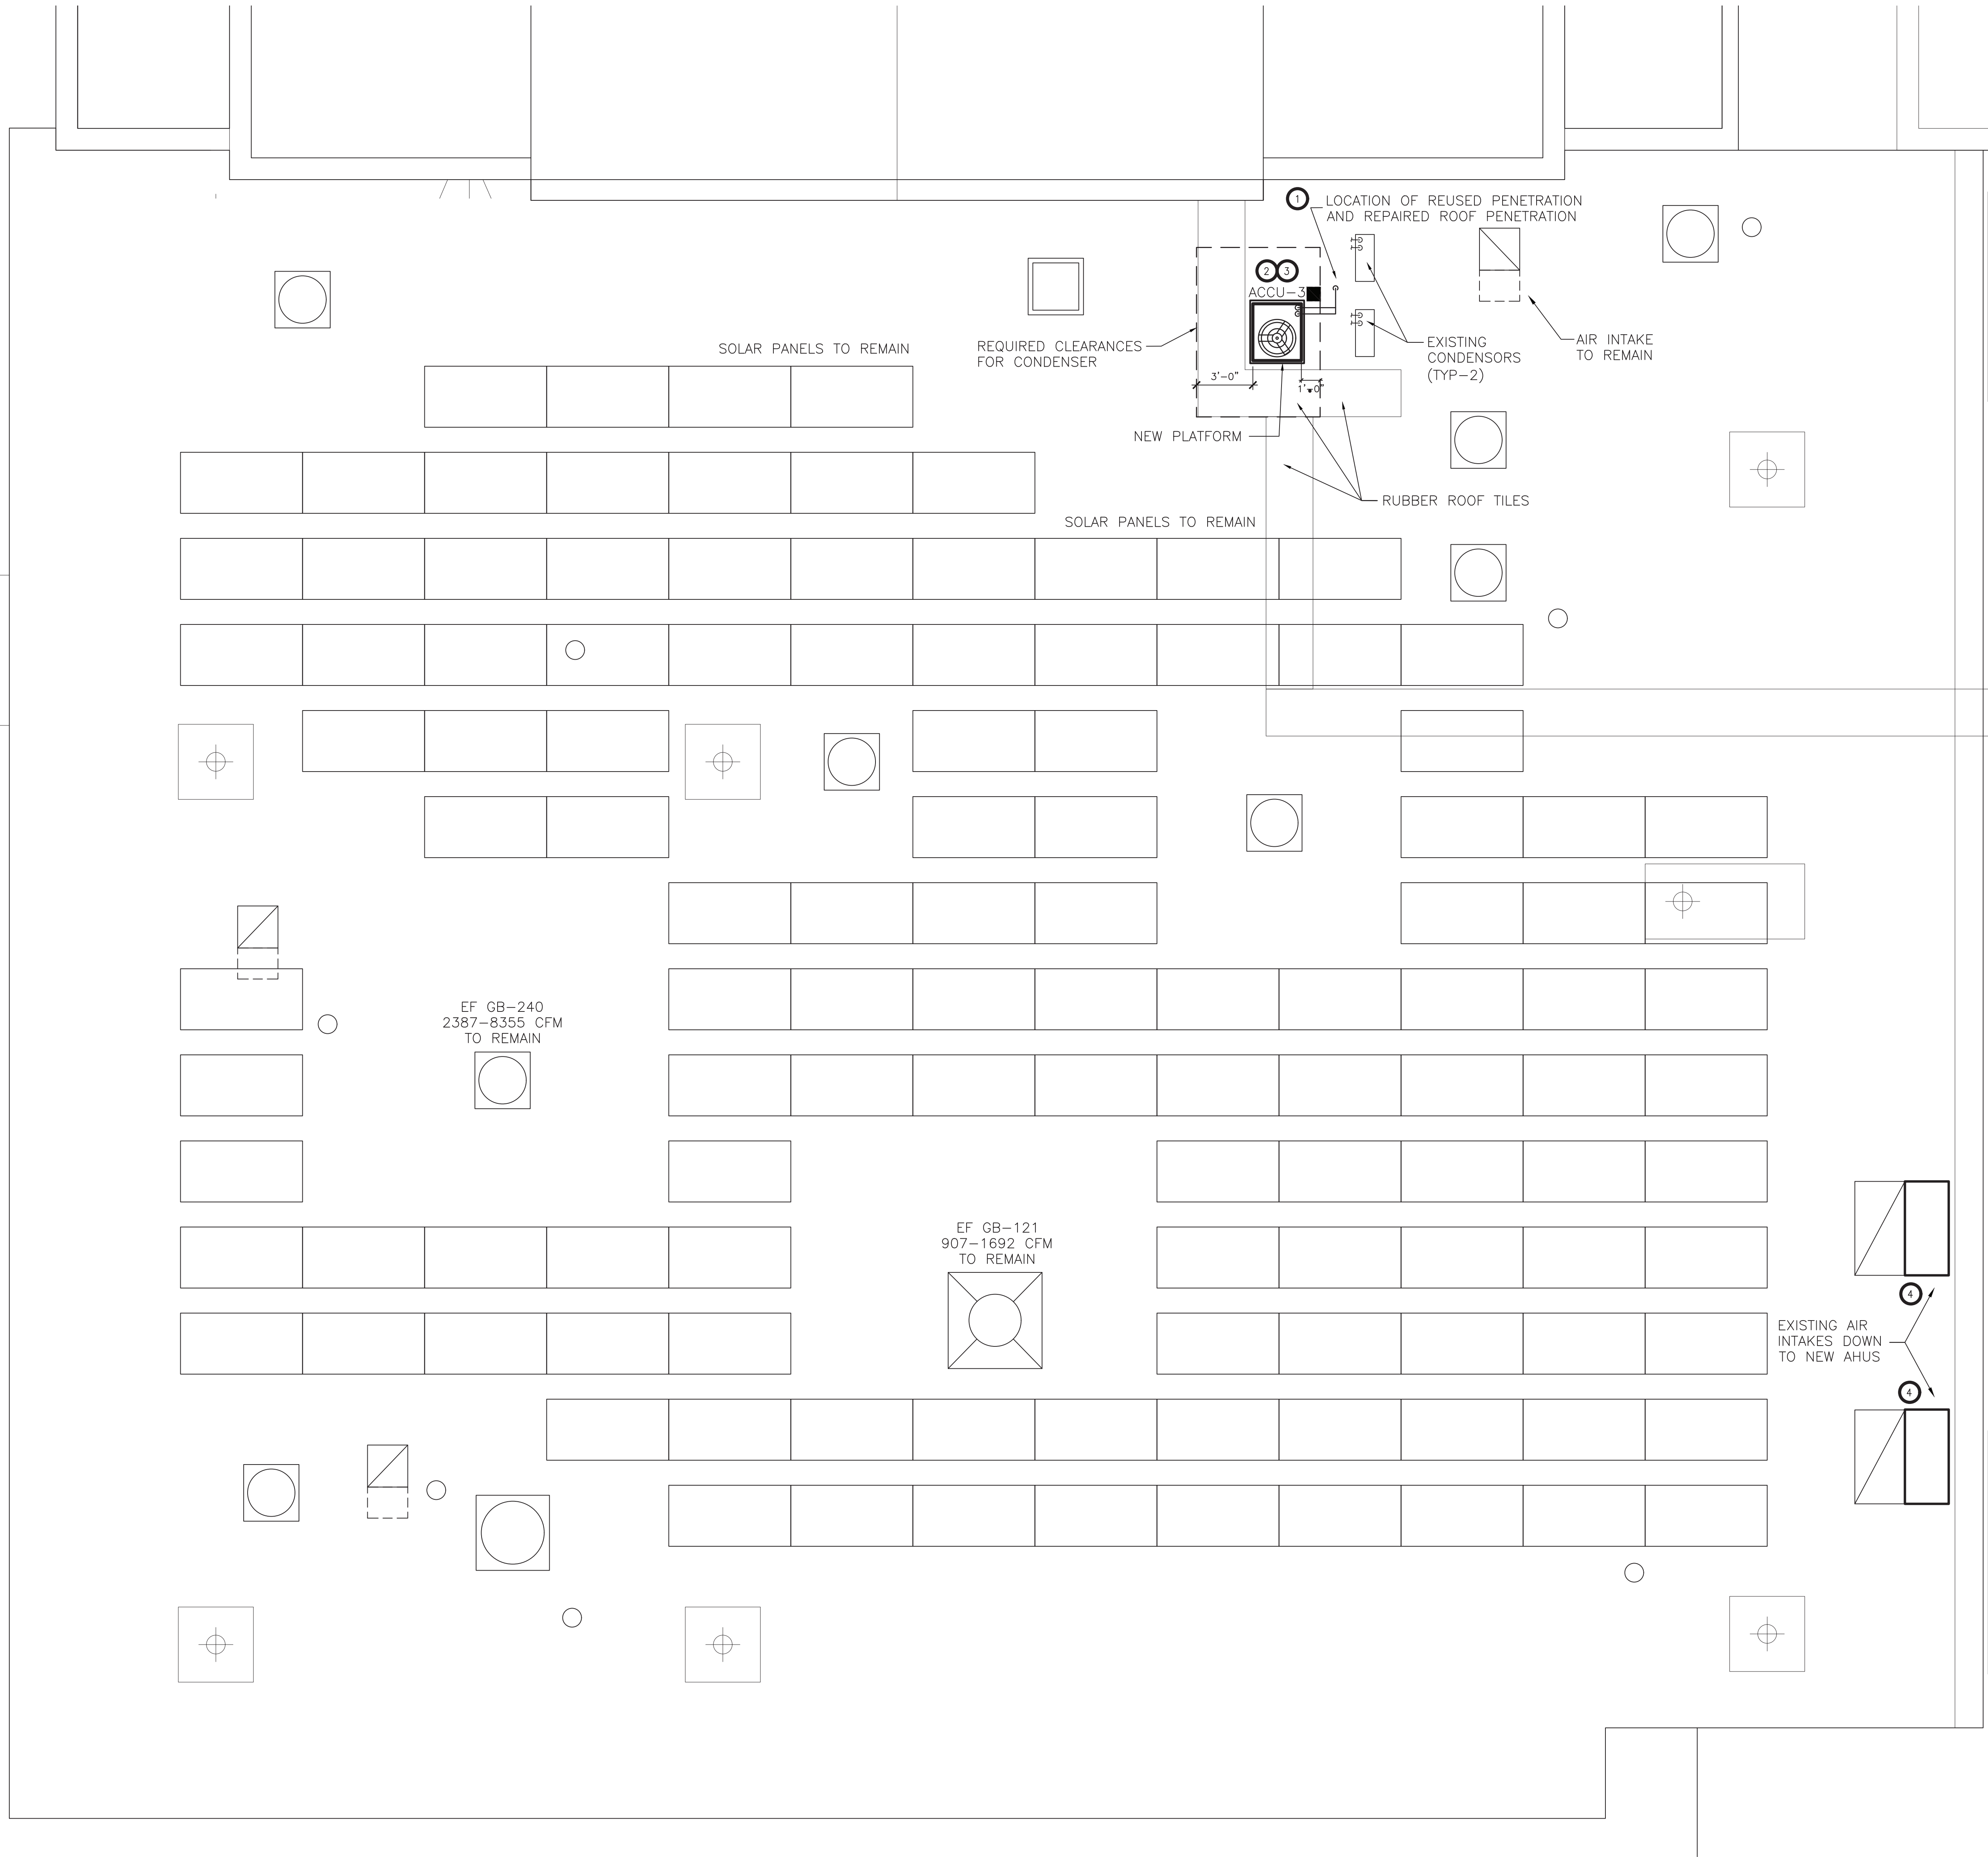 1
LOCATION OF REUSED PENETRATION
AND REPAIRED ROOF PENETRATION
2 3
ACCU-3
SOLAR PANELS TO REMAIN
REQUIRED CLEARANCES
FOR CONDENSER
EXISTING
CONDENSORS
(TYP-2)
AIR INTAKE
TO REMAIN
3'-0"
1'-0"
NEW PLATFORM
RUBBER ROOF TILES
SOLAR PANELS TO REMAIN
EF GB-240
2387-8355 CFM
TO REMAIN
EF GB-121
907-1692 CFM
TO REMAIN
4
EXISTING AIR
INTAKES DOWN
TO NEW AHUS
4